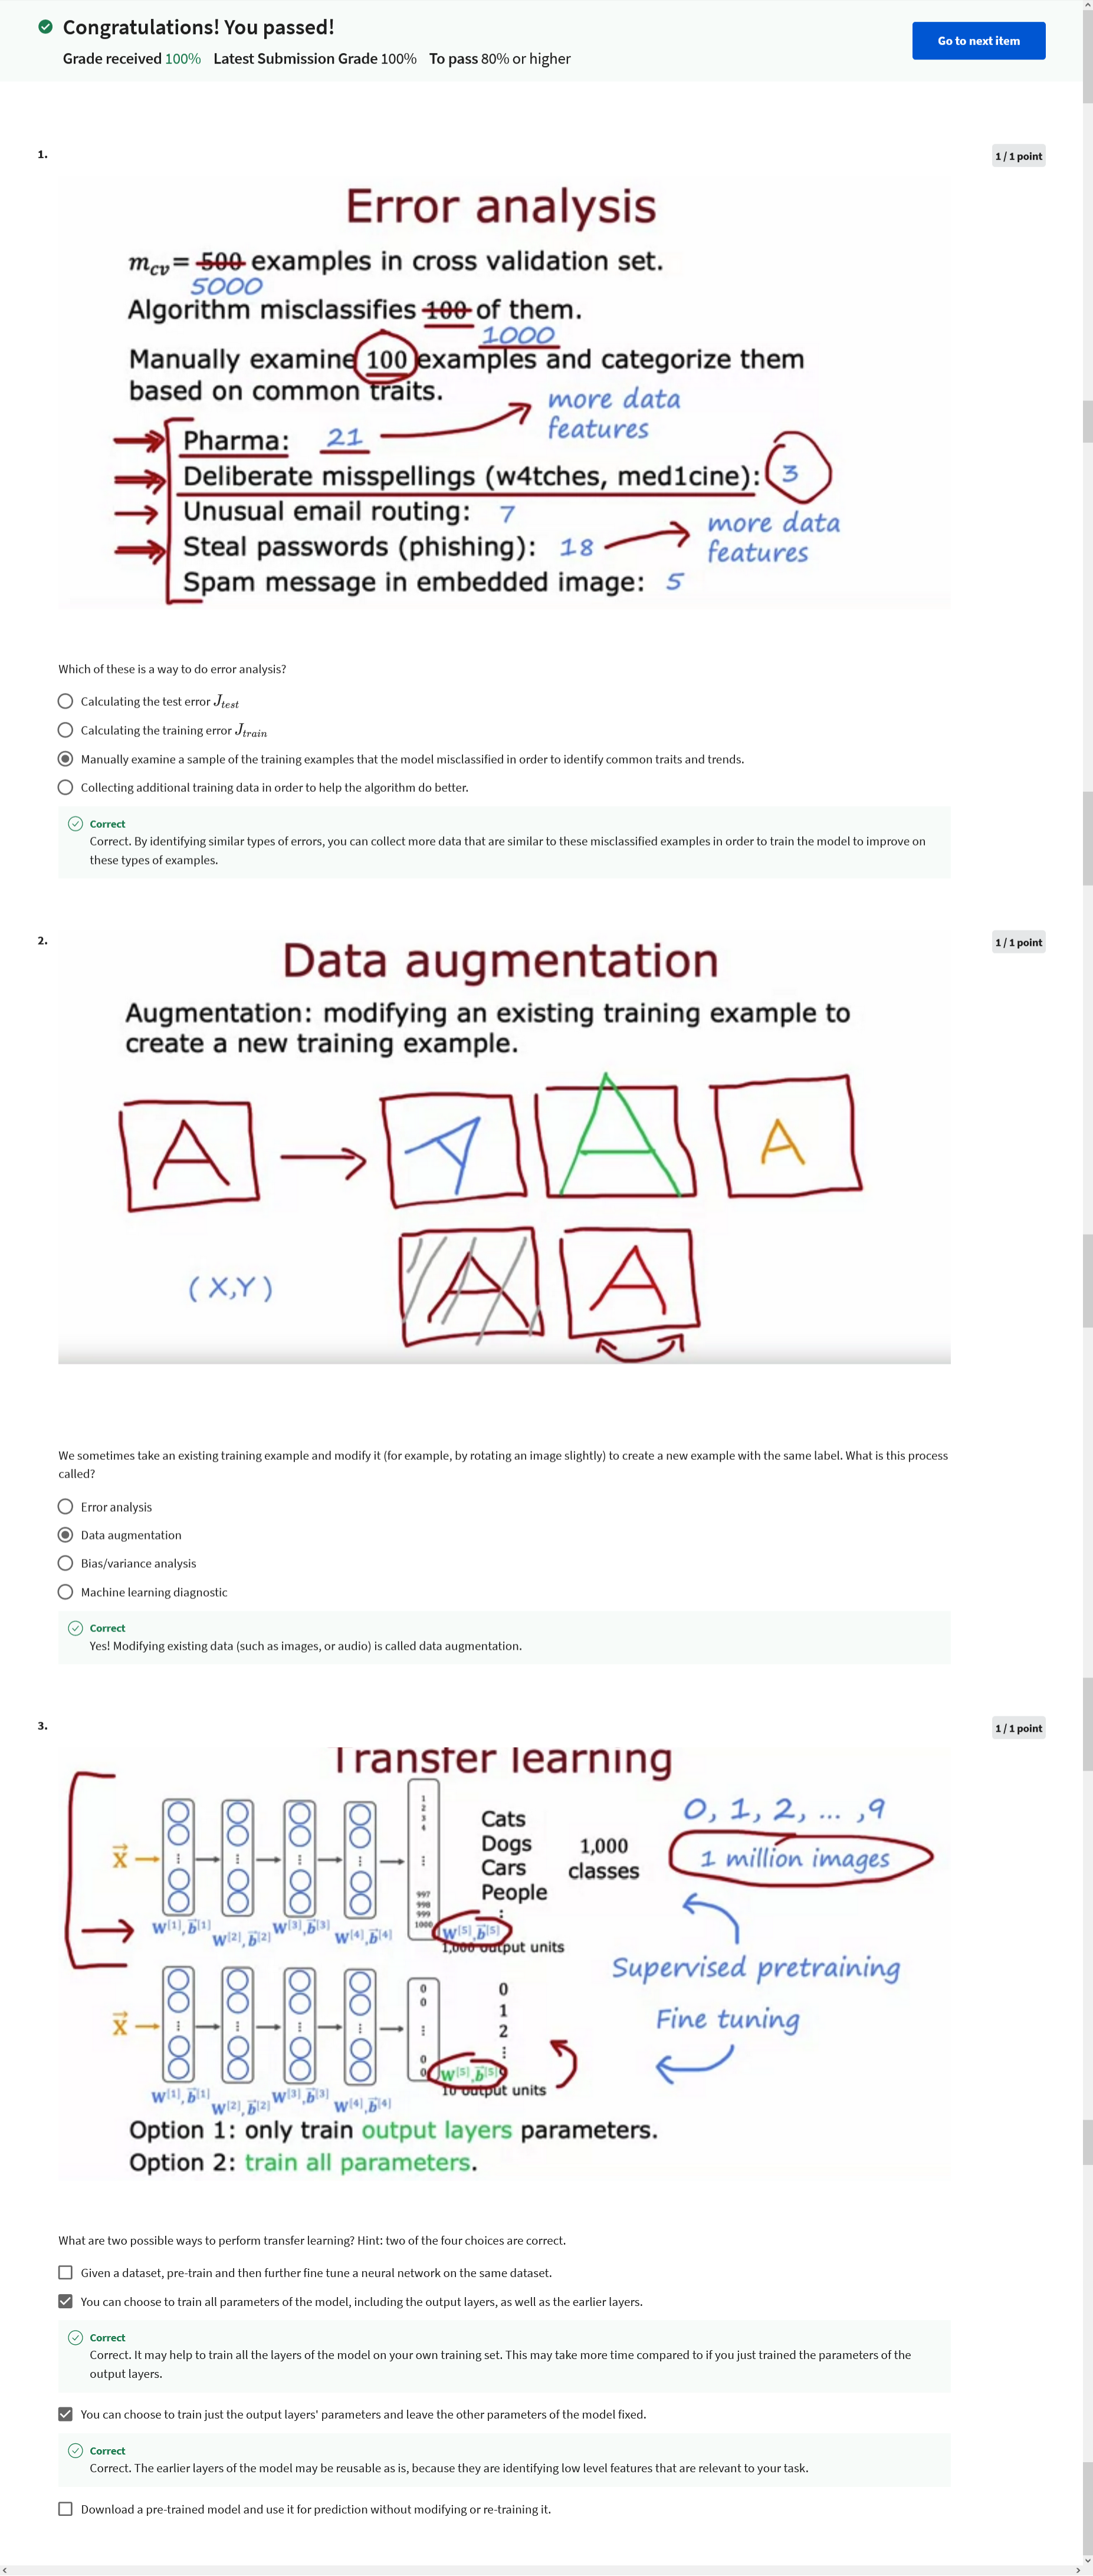 Congratulations! You passed!
Grade received 100% Latest Submission Grade 100% To pass 80% or higher
Go to next item
1.
1 / 1 point
Error analysis
m_cv = 500 examples in cross validation set.
5000
Algorithm misclassifies 100 of them.
1000
Manually examine 100 examples and categorize them
based on common traits.
more data
features
Pharma: 21
Deliberate misspellings (w4tches, med1cine): 3
Unusual email routing: 7
more data
features
Steal passwords (phishing): 18
Spam message in embedded image: 5
Which of these is a way to do error analysis?
Calculating the test error J_test
Calculating the training error J_train
Manually examine a sample of the training examples that the model misclassified in order to identify common traits and trends.
Collecting additional training data in order to help the algorithm do better.
Correct
Correct. By identifying similar types of errors, you can collect more data that are similar to these misclassified examples in order to train the model to improve on
these types of examples.
2.
1 / 1 point
Data augmentation
Augmentation: modifying an existing training example to
create a new training example.
A A A A
(X,Y) A A
We sometimes take an existing training example and modify it (for example, by rotating an image slightly) to create a new example with the same label. What is this process
called?
Error analysis
Data augmentation
Bias/variance analysis
Machine learning diagnostic
Correct
Yes! Modifying existing data (such as images, or audio) is called data augmentation.
3.
1 / 1 point
Transfer learning
1
2
3
4
⋮
997
998
999
1000
Cats
Dogs
Cars
People
⋮
1,000
classes
0, 1, 2, ... ,9
1 million images
x⃗
W[1], b⃗[1] W[2], b⃗[2] W[3], b⃗[3] W[4], b⃗[4] W[5], b⃗[5]
1,000 output units
Supervised pretraining
Fine tuning
x⃗
0
0
⋮
0
0
0
1
2
⋮
9
W[1], b⃗[1] W[2], b⃗[2] W[3], b⃗[3] W[4], b⃗[4] W[5], b⃗[5]
10 output units
Option 1: only train output layers parameters.
Option 2: train all parameters.
What are two possible ways to perform transfer learning? Hint: two of the four choices are correct.
Given a dataset, pre-train and then further fine tune a neural network on the same dataset.
You can choose to train all parameters of the model, including the output layers, as well as the earlier layers.
Correct
Correct. It may help to train all the layers of the model on your own training set. This may take more time compared to if you just trained the parameters of the
output layers.
You can choose to train just the output layers' parameters and leave the other parameters of the model fixed.
Correct
Correct. The earlier layers of the model may be reusable as is, because they are identifying low level features that are relevant to your task.
Download a pre-trained model and use it for prediction without modifying or re-training it.